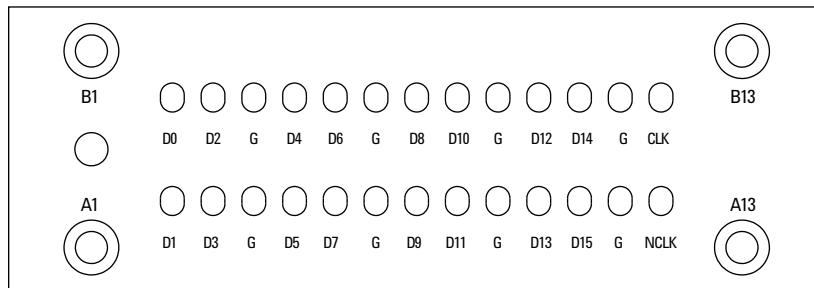 B1 B13
D0 D2 G D4 D6 G D8 D10 G D12 D14 G CLK
A1 A13
D1 D3 G D5 D7 G D9 D11 G D13 D15 G NCLK